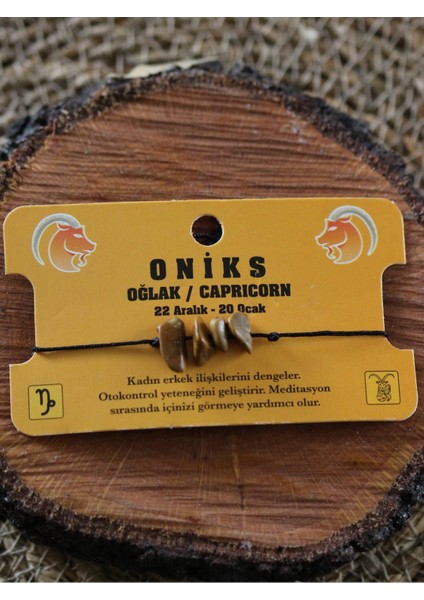 ONİKS
OĞLAK / CAPRICORN
22 Aralık - 20 Ocak
Kadın erkek ilişkilerini dengeler.
Otokontrol yeteneğini geliştirir. Meditasyon
sırasında içinizi görmeye yardımcı olur.